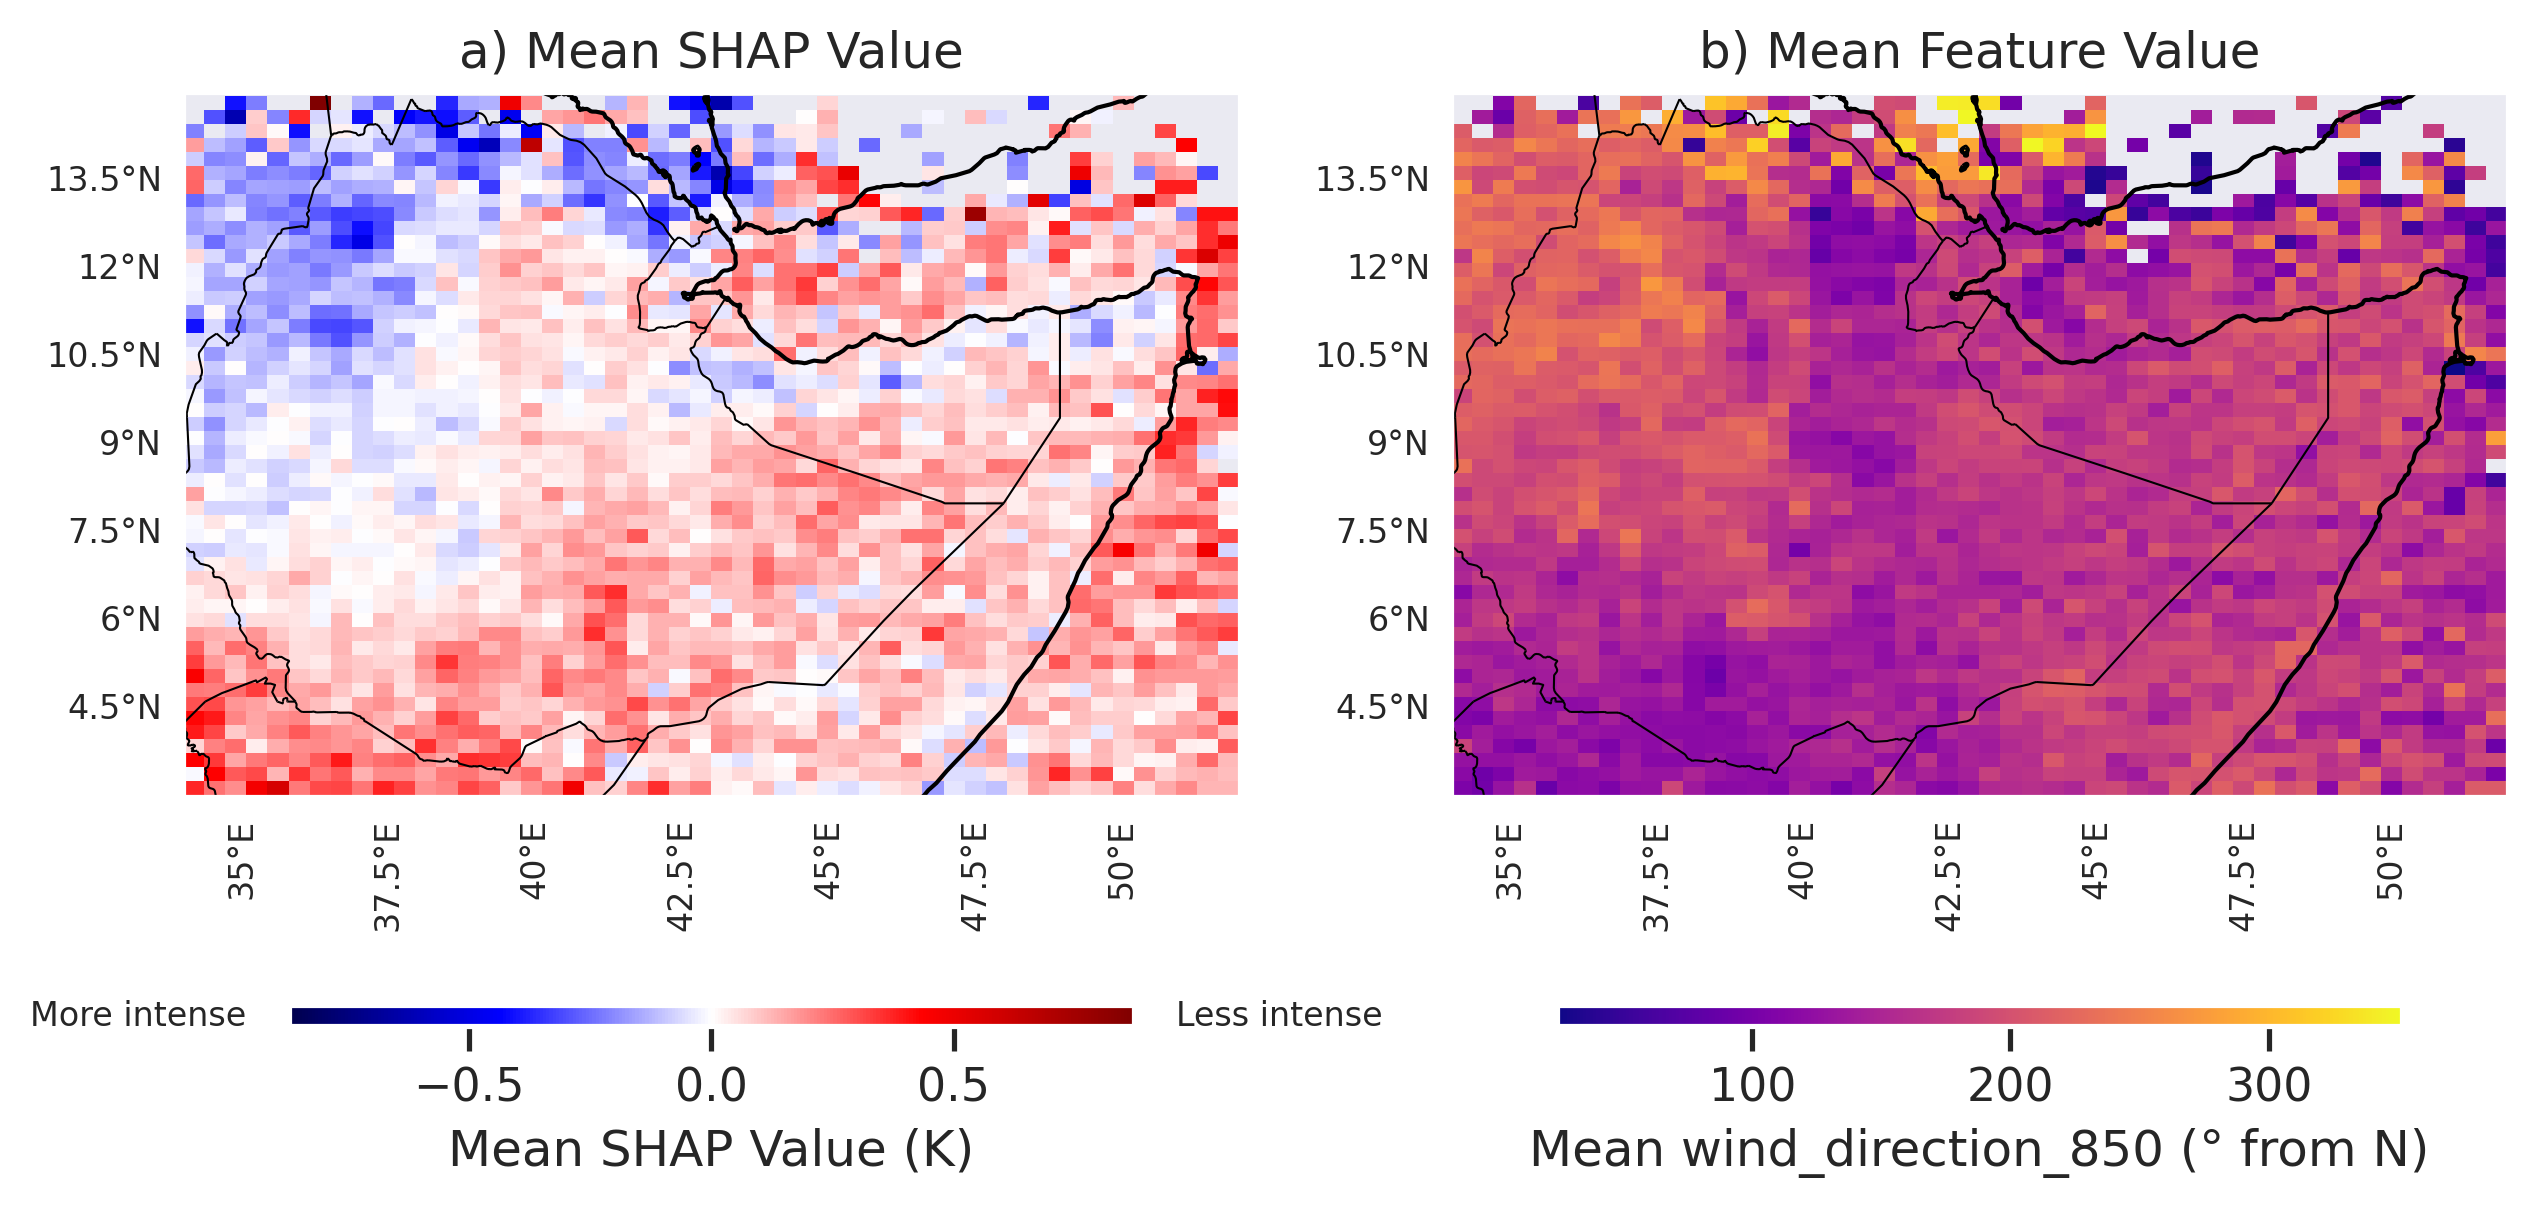 a) Mean SHAP Value
b) Mean Feature Value
13.5°N
12°N
10.5°N
9°N
7.5°N
6°N
4.5°N
35°E
37.5°E
40°E
42.5°E
45°E
47.5°E
50°E
13.5°N
12°N
10.5°N
9°N
7.5°N
6°N
4.5°N
35°E
37.5°E
40°E
42.5°E
45°E
47.5°E
50°E
More intense
Less intense
−0.5 0.0 0.5
Mean SHAP Value (K)
100 200 300
Mean wind_direction_850 (° from N)